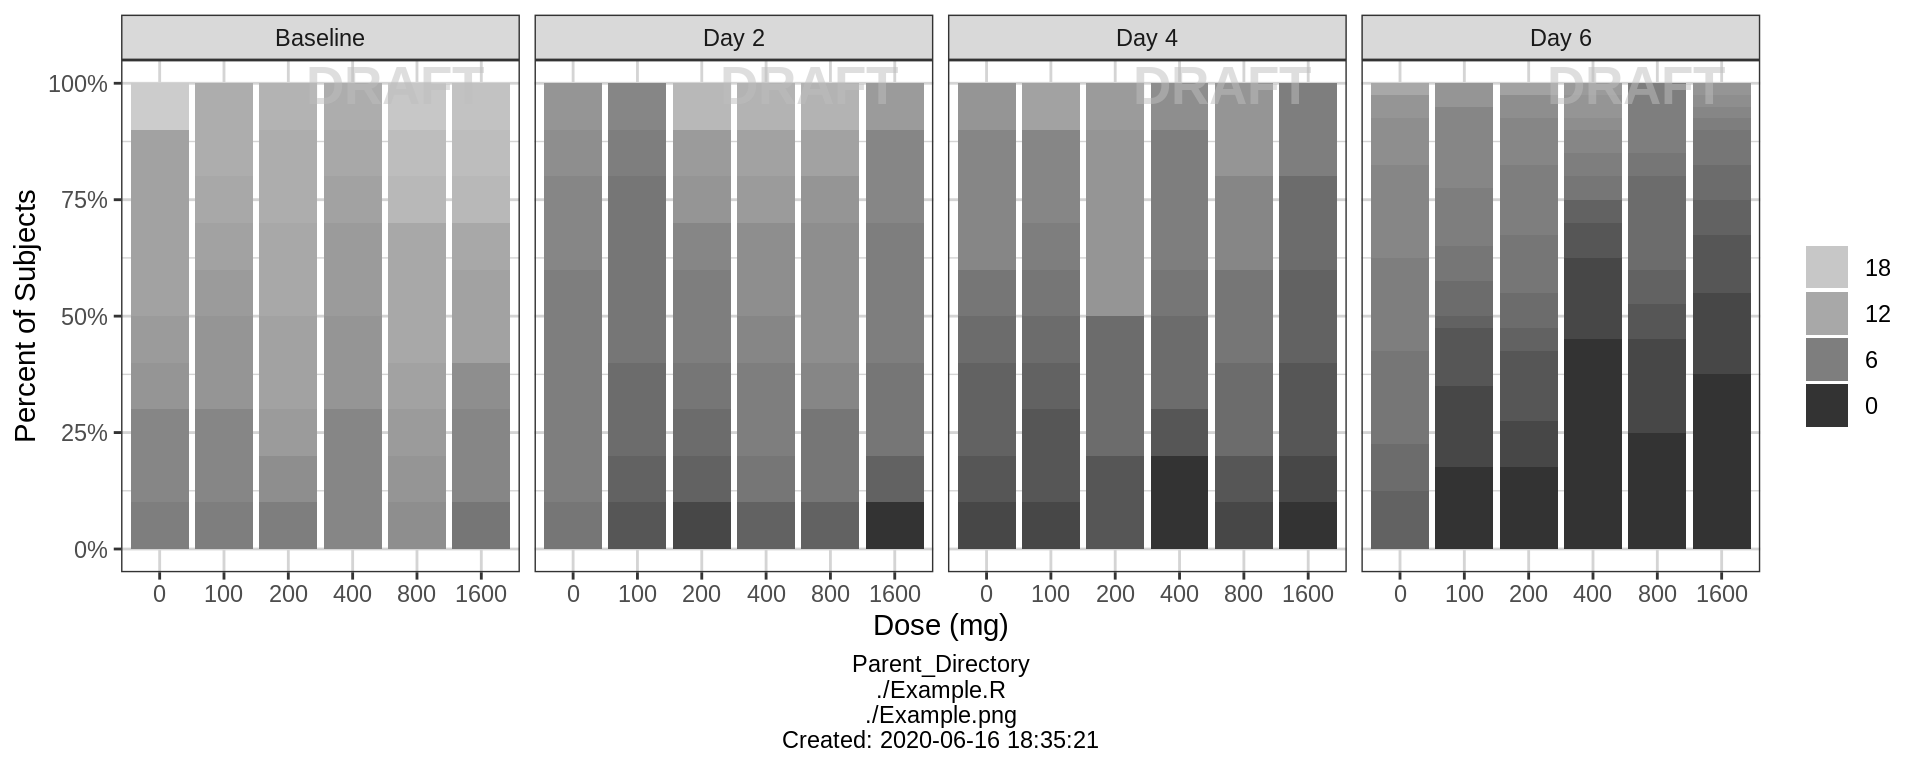 Baseline Day 2 Day 4 Day 6
DRAFT DRAFT DRAFT DRAFT
100%
75%
50%
25%
0%
Percent of Subjects
18
12
6
0
0 100 200 400 800 1600 0 100 200 400 800 1600 0 100 200 400 800 1600 0 100 200 400 800 1600
Dose (mg)
Parent_Directory
./Example.R
./Example.png
Created: 2020-06-16 18:35:21